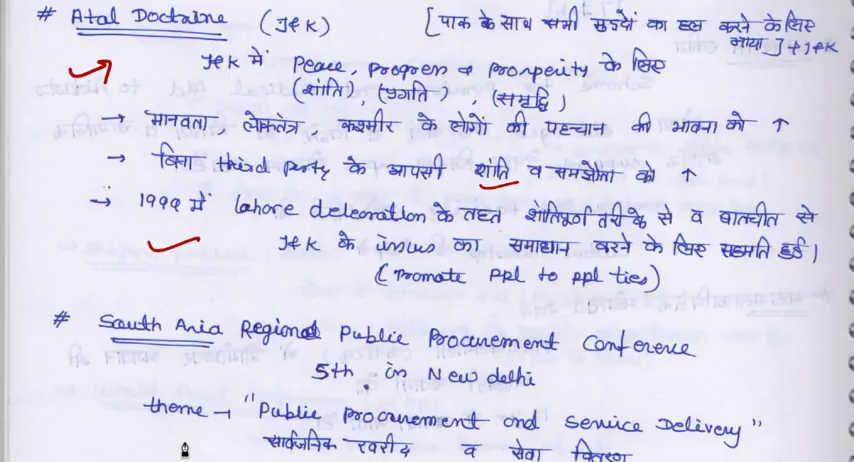 # Atal Doctrine (J&K) [पाक के साथ सभी मुद्दों का हल करने के लिए
J&K में Peace, Progress & Prosperity के लिए
(शांति), (प्रगति), (समृद्धि)
→ मानवता, लोकतंत्र, कश्मीर के लोगों की पहचान की भावना को ↑
→ बिना third party के आपसी शांति व समझौता को ↑
→ 1999 में Lahore decleration के तहत शांतिपूर्ण तरीके से व बातचीत से
J&K के issues का समाधान करने के लिए सहमति हुई।
(Promote ppl to ppl ties)
# South Asia Regional Public Procurement Conference
5th in New delhi
theme → "Public Procurement and Service Delivery"
सार्वजनिक खरीद व सेवा वितरण